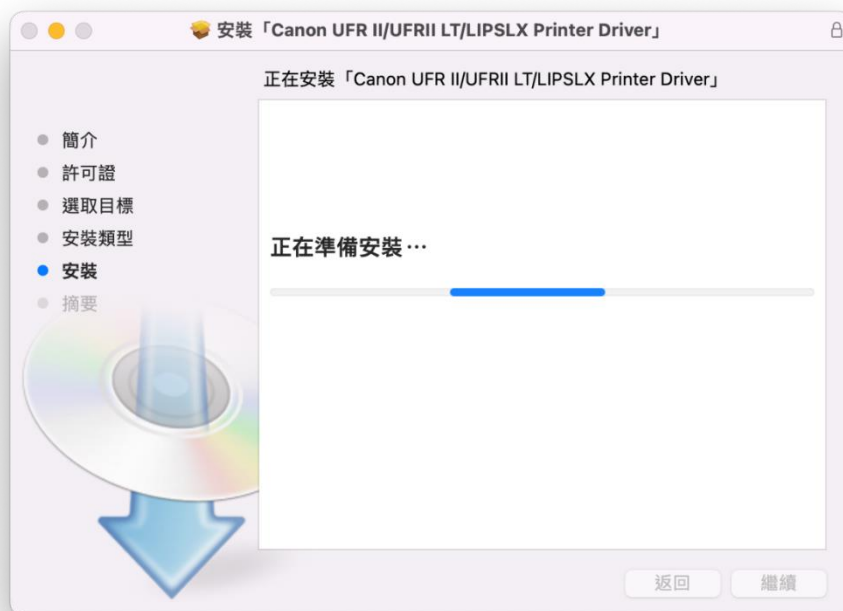 安裝「Canon UFR II/UFRII LT/LIPSLX Printer Driver」
正在安裝「Canon UFR II/UFRII LT/LIPSLX Printer Driver」
簡介
許可證
選取目標
安裝類型
安裝
摘要
正在準備安裝⋯
返回
繼續